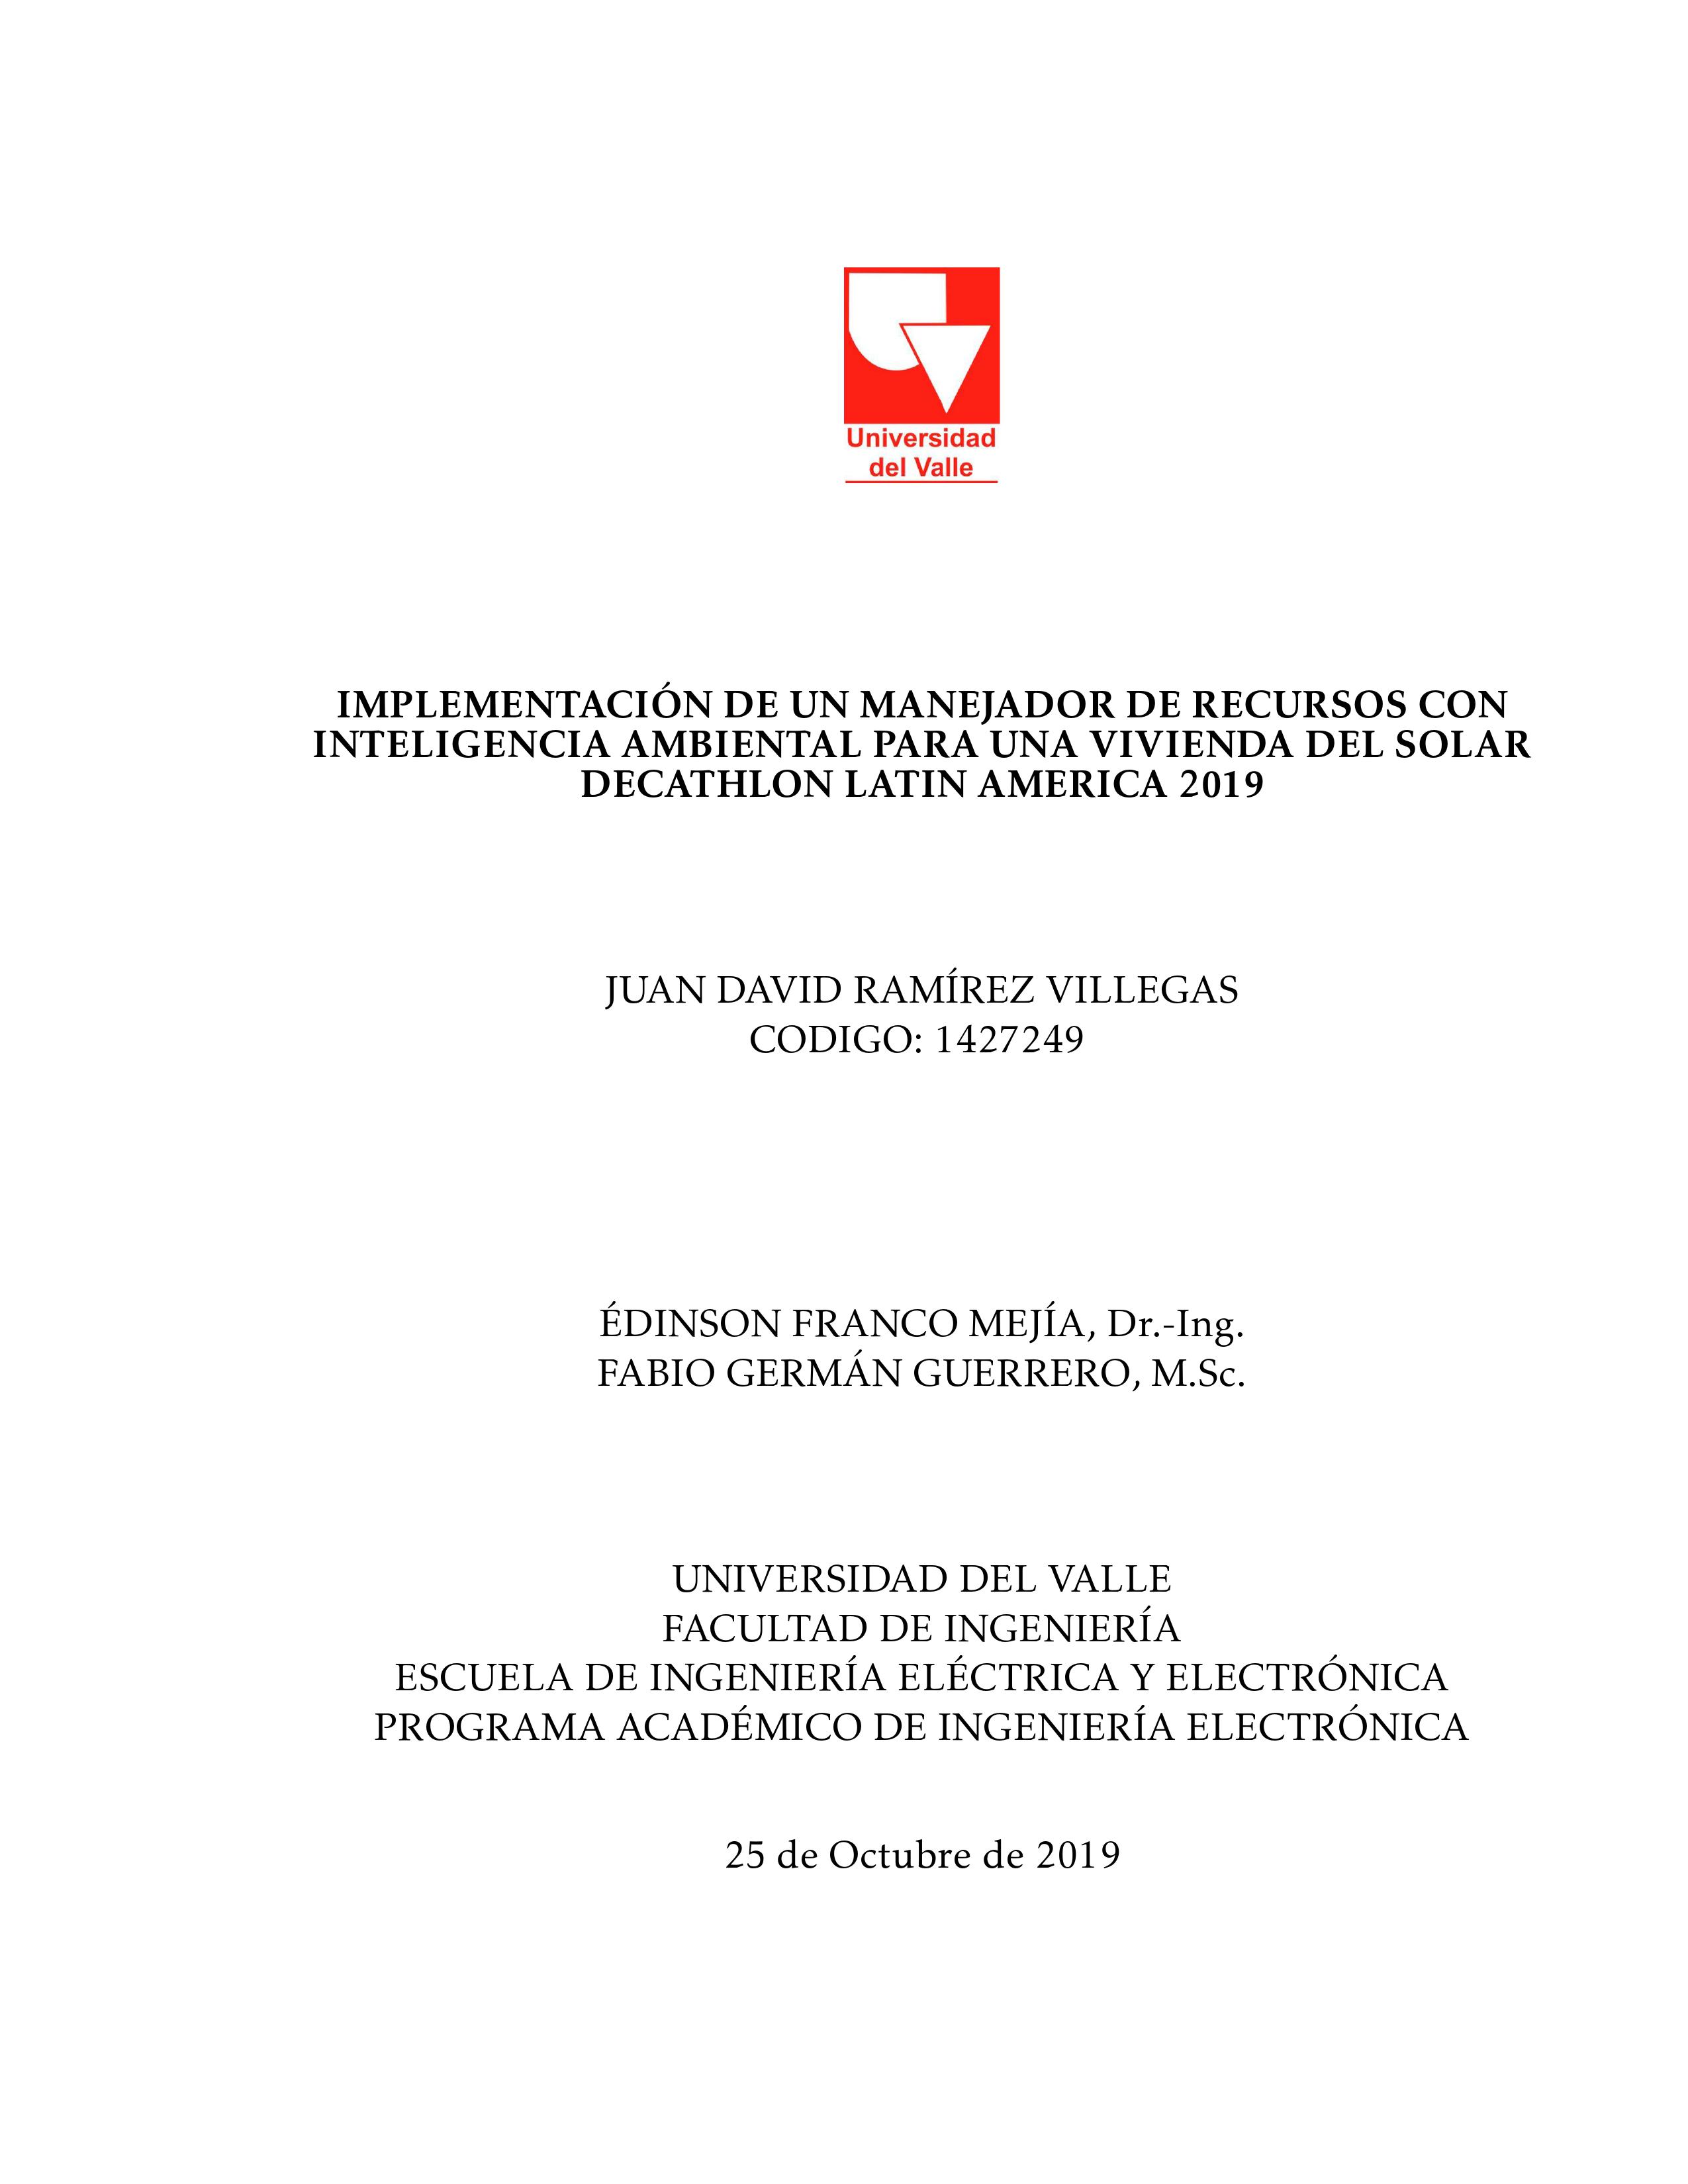 Universidad
del Valle
IMPLEMENTACIÓN DE UN MANEJADOR DE RECURSOS CON
INTELIGENCIA AMBIENTAL PARA UNA VIVIENDA DEL SOLAR
DECATHLON LATIN AMERICA 2019
JUAN DAVID RAMÍREZ VILLEGAS
CODIGO: 1427249
ÉDINSON FRANCO MEJÍA, Dr.-Ing.
FABIO GERMÁN GUERRERO, M.Sc.
UNIVERSIDAD DEL VALLE
FACULTAD DE INGENIERÍA
ESCUELA DE INGENIERÍA ELÉCTRICA Y ELECTRÓNICA
PROGRAMA ACADÉMICO DE INGENIERÍA ELECTRÓNICA
25 de Octubre de 2019